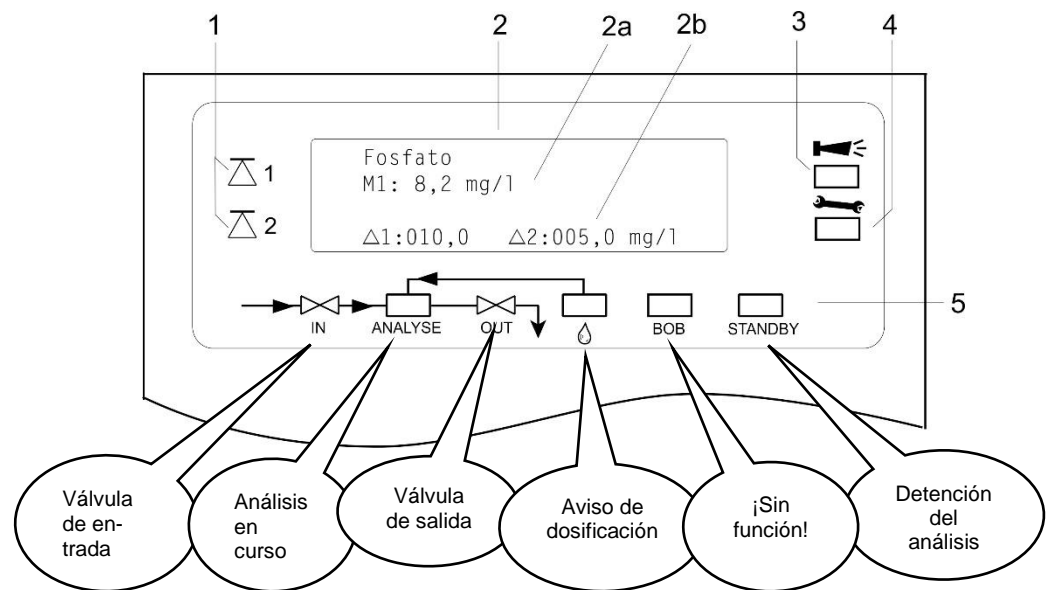 1
2
2a
2b
3
4
Fosfato
M1: 8,2 mg/l
△1:010,0 △2:005,0 mg/l
1
2
5
IN
ANALYSE
OUT
BOB
STANDBY
Válvula
de en-
trada
Análisis
en
curso
Válvula
de salida
Aviso de
dosificación
¡Sin
función!
Detención
del
análisis